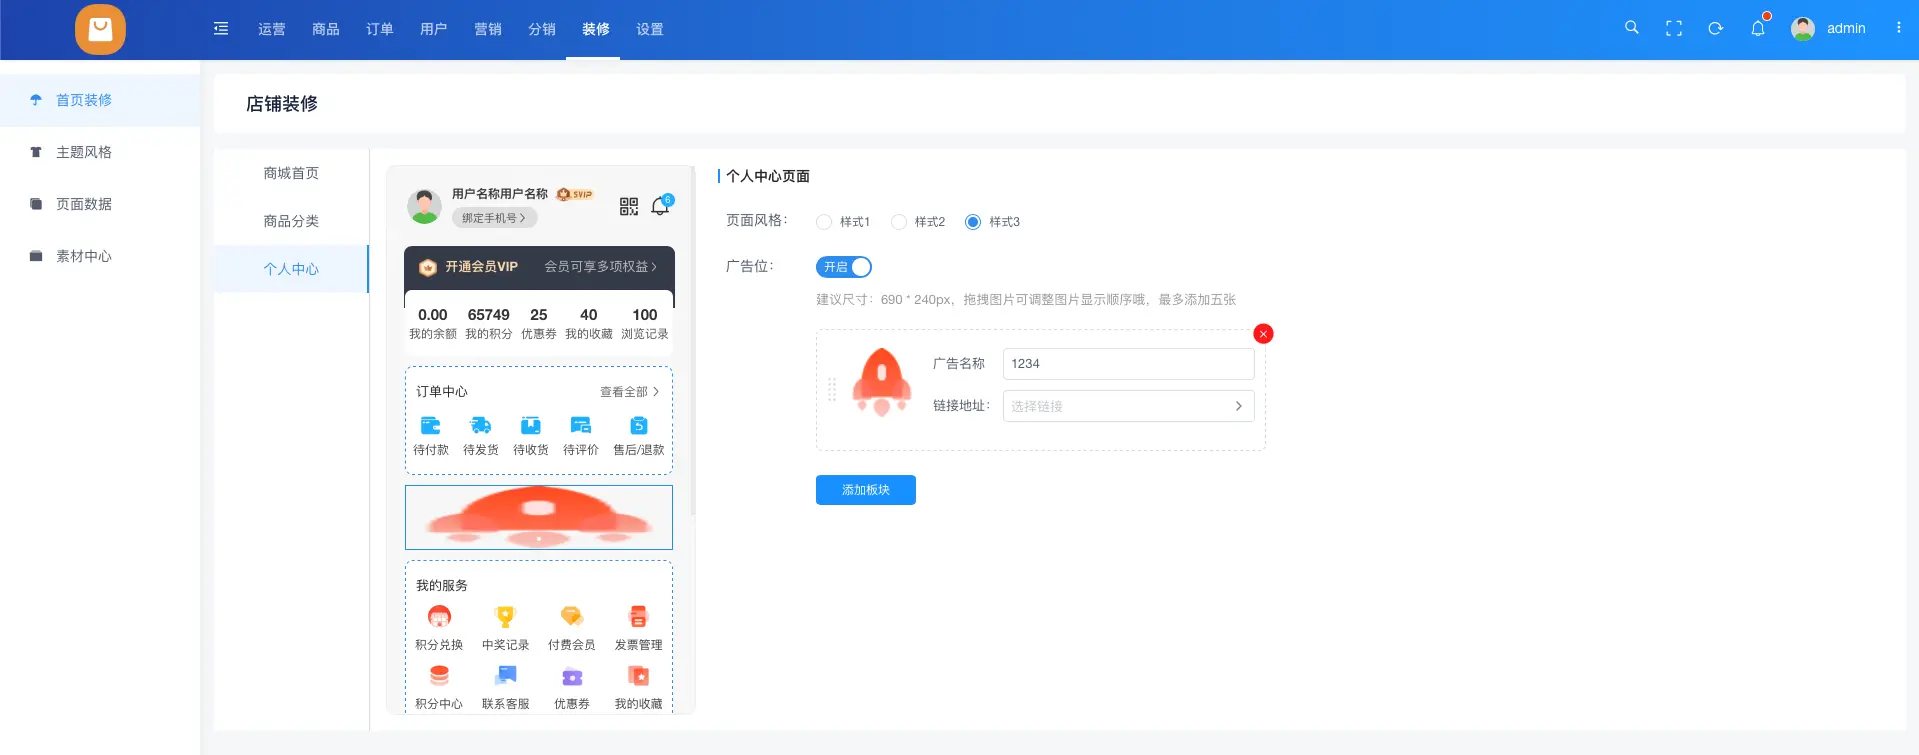 运营 商品 订单 用户 营销 分销 装修 设置
admin
首页装修
主题风格
页面数据
素材中心
店铺装修
商城首页
商品分类
个人中心
用户名称用户名称 SVIP
绑定手机号
6
开通会员VIP 会员可享多项权益
0.00 65749 25 40 100
我的余额 我的积分 优惠券 我的收藏 浏览记录
订单中心 查看全部
待付款 待发货 待收货 待评价 售后/退款
我的服务
积分兑换 中奖记录 付费会员 发票管理
积分中心 联系客服 优惠券 我的收藏
个人中心页面
页面风格: 样式1 样式2 样式3
广告位: 开启
建议尺寸：690 * 240px，拖拽图片可调整图片显示顺序哦，最多添加五张
广告名称 1234
链接地址: 选择链接
添加板块